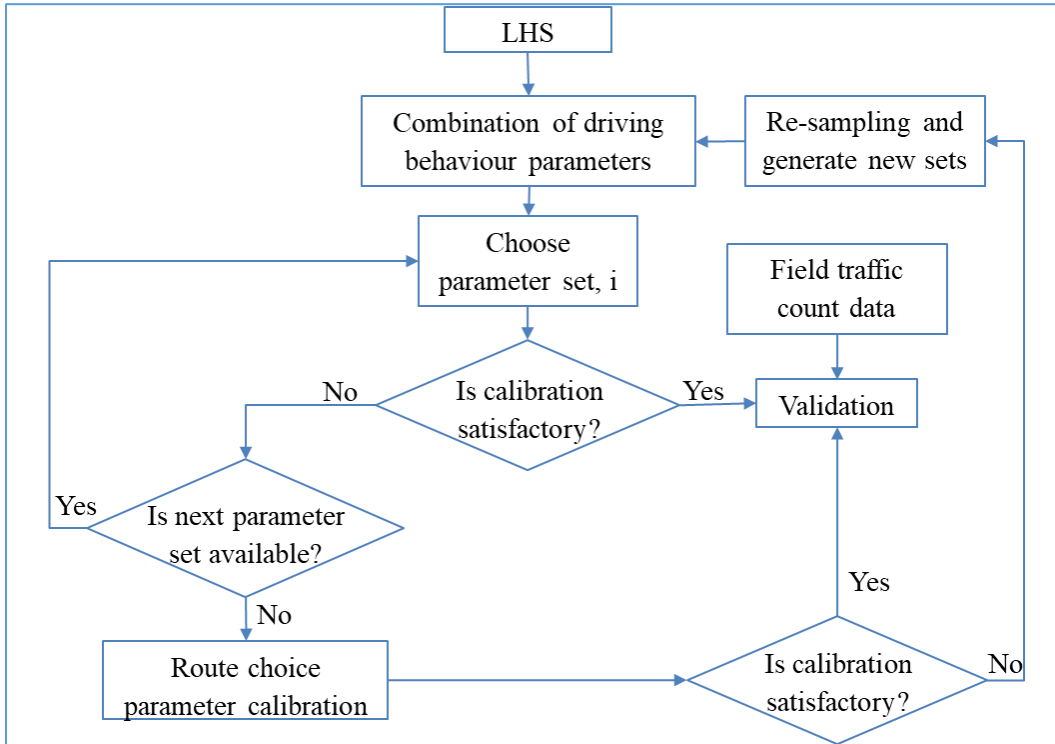 LHS
Combination of driving
behaviour parameters
Re-sampling and
generate new sets
Choose
parameter set, i
Field traffic
count data
No
Is calibration
satisfactory?
Yes
Validation
Yes
Is next parameter
set available?
No
Yes
Route choice
parameter calibration
Is calibration
satisfactory?
No